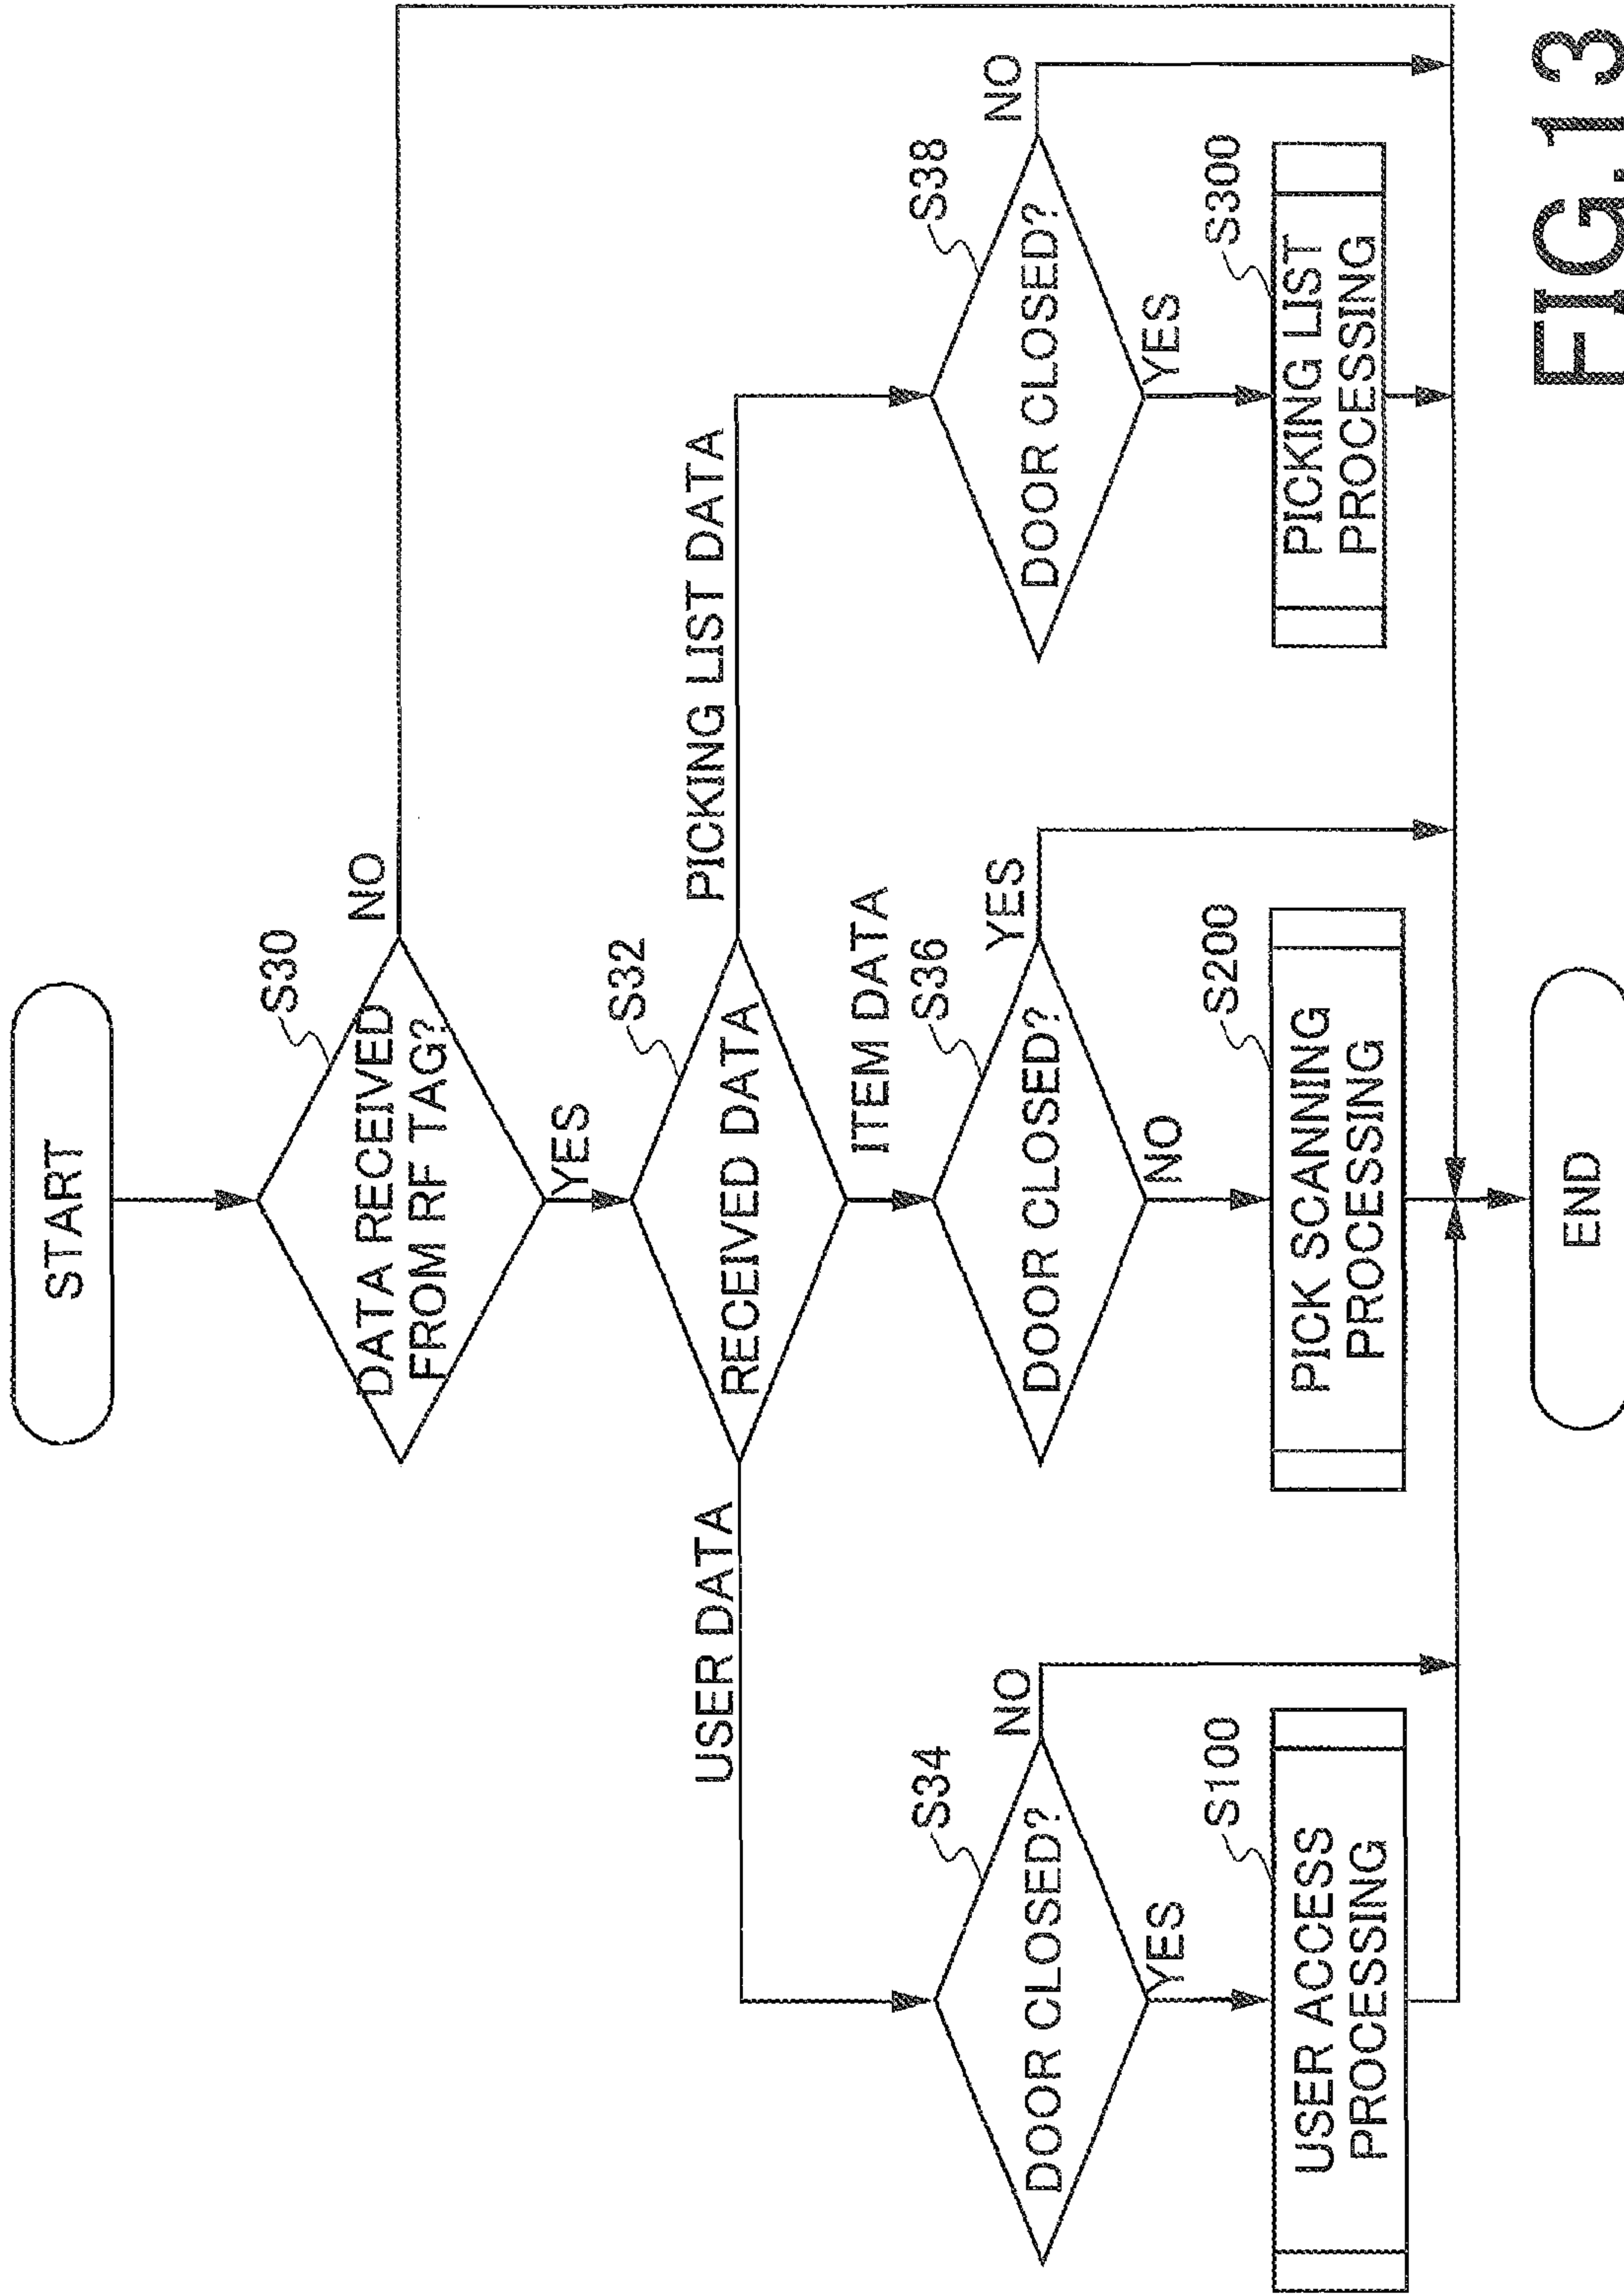 START
S30
DATA RECEIVED
FROM RF TAG?
NO
YES
S32
RECEIVED DATA
USER DATA
PICKING LIST DATA
ITEM DATA
S34
DOOR CLOSED?
NO
YES
S36
DOOR CLOSED?
YES
NO
S38
DOOR CLOSED?
NO
YES
S100
USER ACCESS
PROCESSING
S200
PICK SCANNING
PROCESSING
S300
PICKING LIST
PROCESSING
END
FIG.13